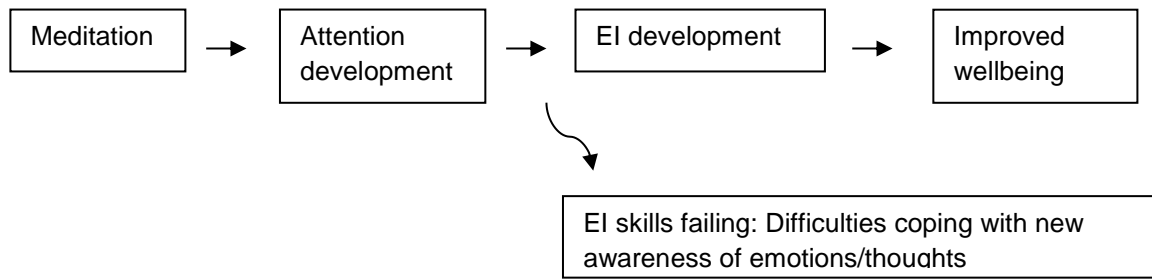 Meditation
Attention
development
EI development
Improved
wellbeing
EI skills failing: Difficulties coping with new
awareness of emotions/thoughts